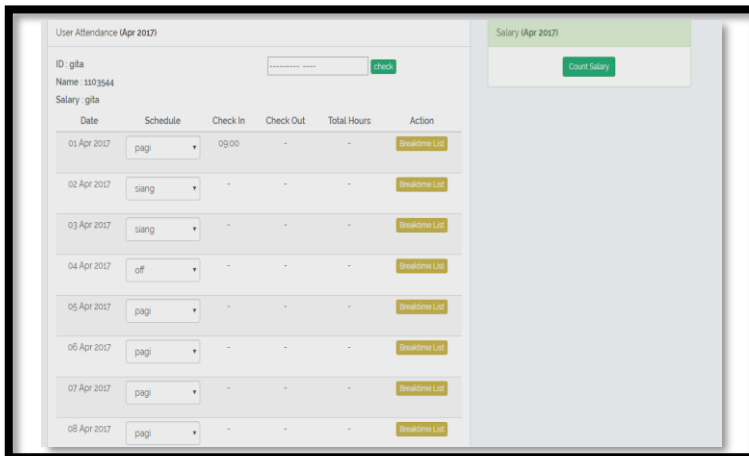 User Attendance (Apr 2017)
ID : gita
--------- ----
check
Name : 1103544
Salary : gita
Date Schedule Check In Check Out Total Hours Action
01 Apr 2017 pagi 09:00 - - Breaktime List
02 Apr 2017 siang - - - Breaktime List
03 Apr 2017 siang - - - Breaktime List
04 Apr 2017 off - - - Breaktime List
05 Apr 2017 pagi - - - Breaktime List
06 Apr 2017 pagi - - - Breaktime List
07 Apr 2017 pagi - - - Breaktime List
08 Apr 2017 pagi - - - Breaktime List
Salary (Apr 2017)
Count Salary